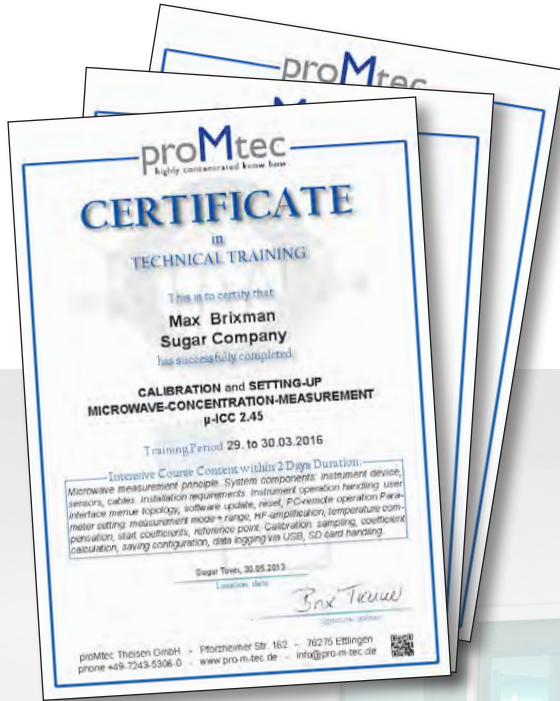 proMtec
proMtec
highly concentrated know how
CERTIFICATE
in
TECHNICAL TRAINING
This is to certify that
Max Brixman
Sugar Company
has successfully completed
CALIBRATION and SETTING-UP
MICROWAVE-CONCENTRATION-MEASUREMENT
µ-ICC 2.45
Training Period 29. to 30.03.2016
Intensive Course Content within 2 Days Duration:
Microwave measurement principle. System components: instrument device,
sensors, cables. Installation requirements. Instrument operation handling: user
interface menue topology, software update, reset, PC-remote operation Para-
meter setting: measurement mode + range, HF-amplification, temperature com-
pensation, start coefficients, reference point. Calibration: sampling, coefficient
calculation, saving configuration, data logging via USB, SD card handling.
Sugar Town, 30.05.2013
Location, date
Brix
proMtec Theisen GmbH - Pforzheimer Str. 162 - 76275 Ettlingen
phone +49-7243-5306 0 - www.pro-m-tec.de - info@pro-m-tec.de